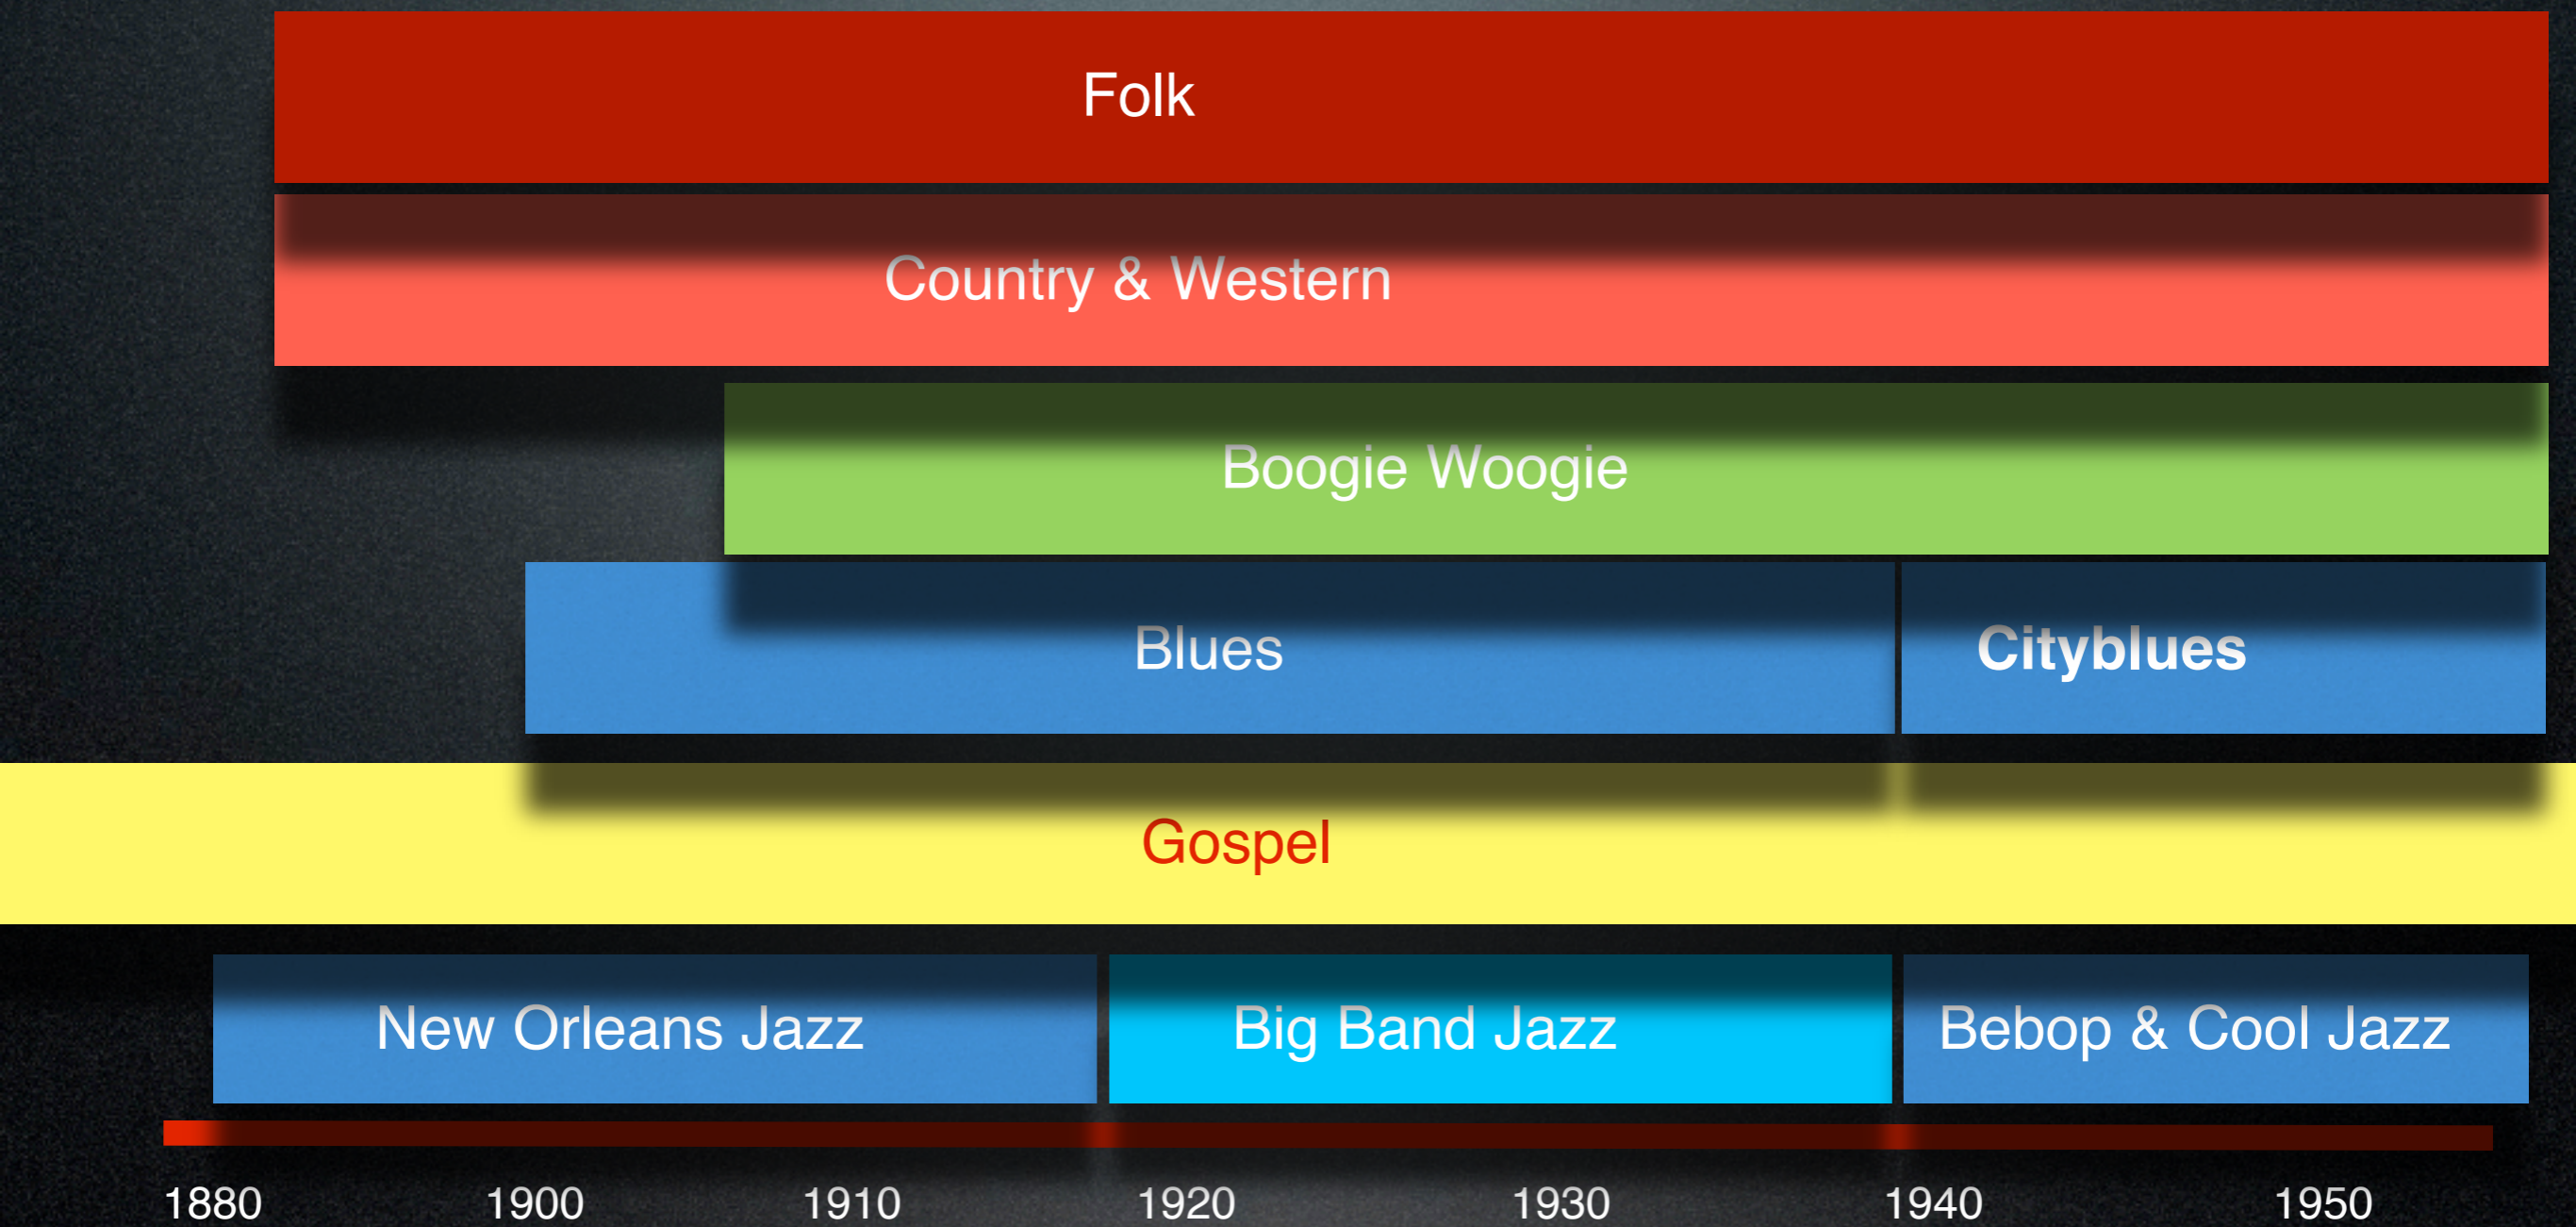 Folk
Country & Western
Boogie Woogie
Blues Cityblues
Gospel
New Orleans Jazz Big Band Jazz Bebop & Cool Jazz
1880 1900 1910 1920 1930 1940 1950